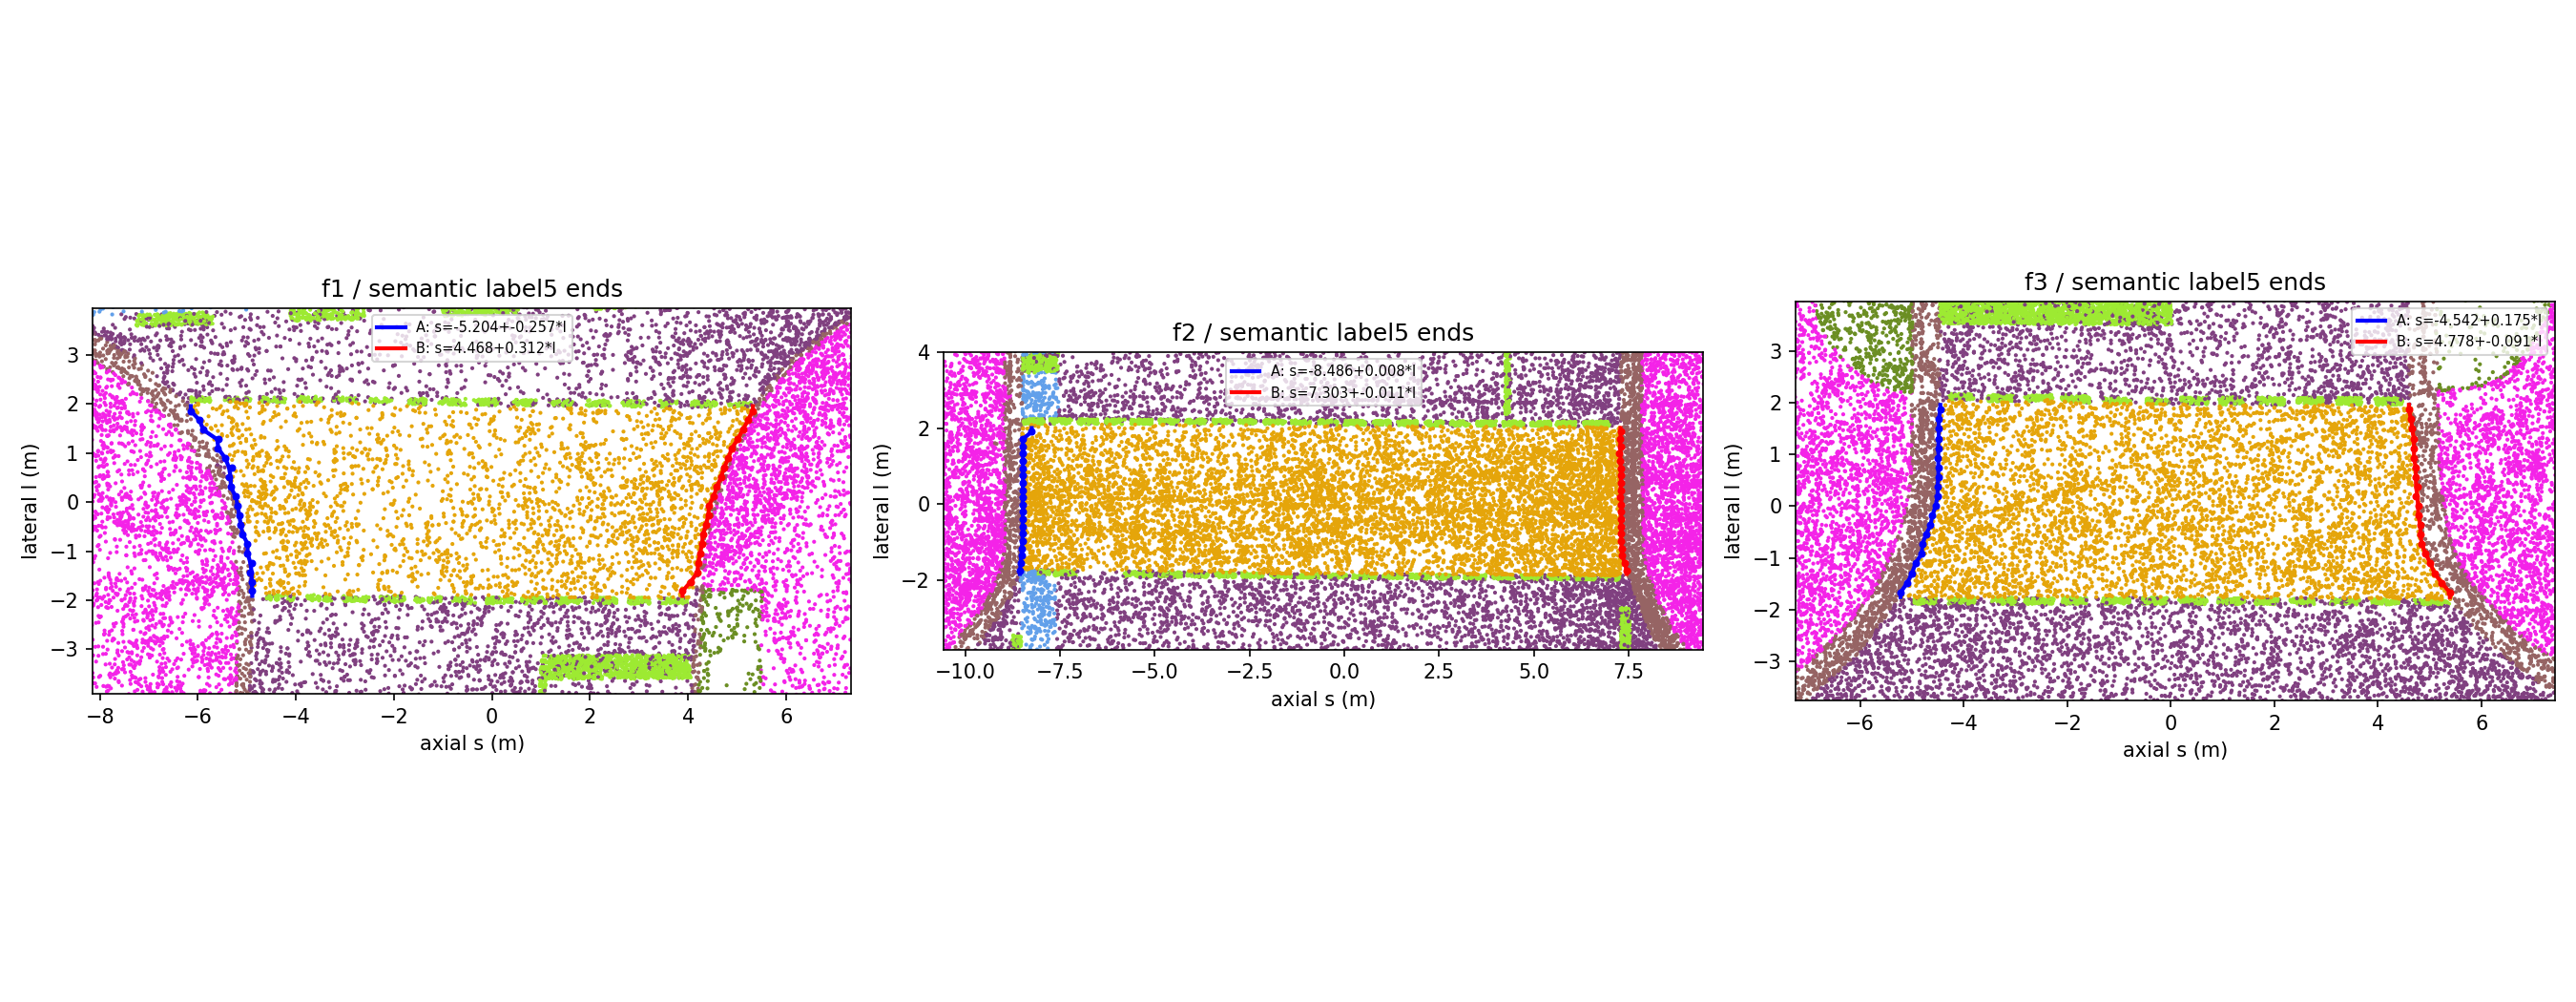 f1 / semantic label5 ends
A: s=-5.204+-0.257*l
B: s=4.468+0.312*l
lateral l (m)
3
2
1
0
−1
−2
−3
−8
−6
−4
−2
0
2
4
6
axial s (m)
f2 / semantic label5 ends
A: s=-8.486+0.008*l
B: s=7.303+-0.011*l
lateral l (m)
4
2
0
−2
−10.0
−7.5
−5.0
−2.5
0.0
2.5
5.0
7.5
axial s (m)
f3 / semantic label5 ends
A: s=-4.542+0.175*l
B: s=4.778+-0.091*l
lateral l (m)
3
2
1
0
−1
−2
−3
−6
−4
−2
0
2
4
6
axial s (m)